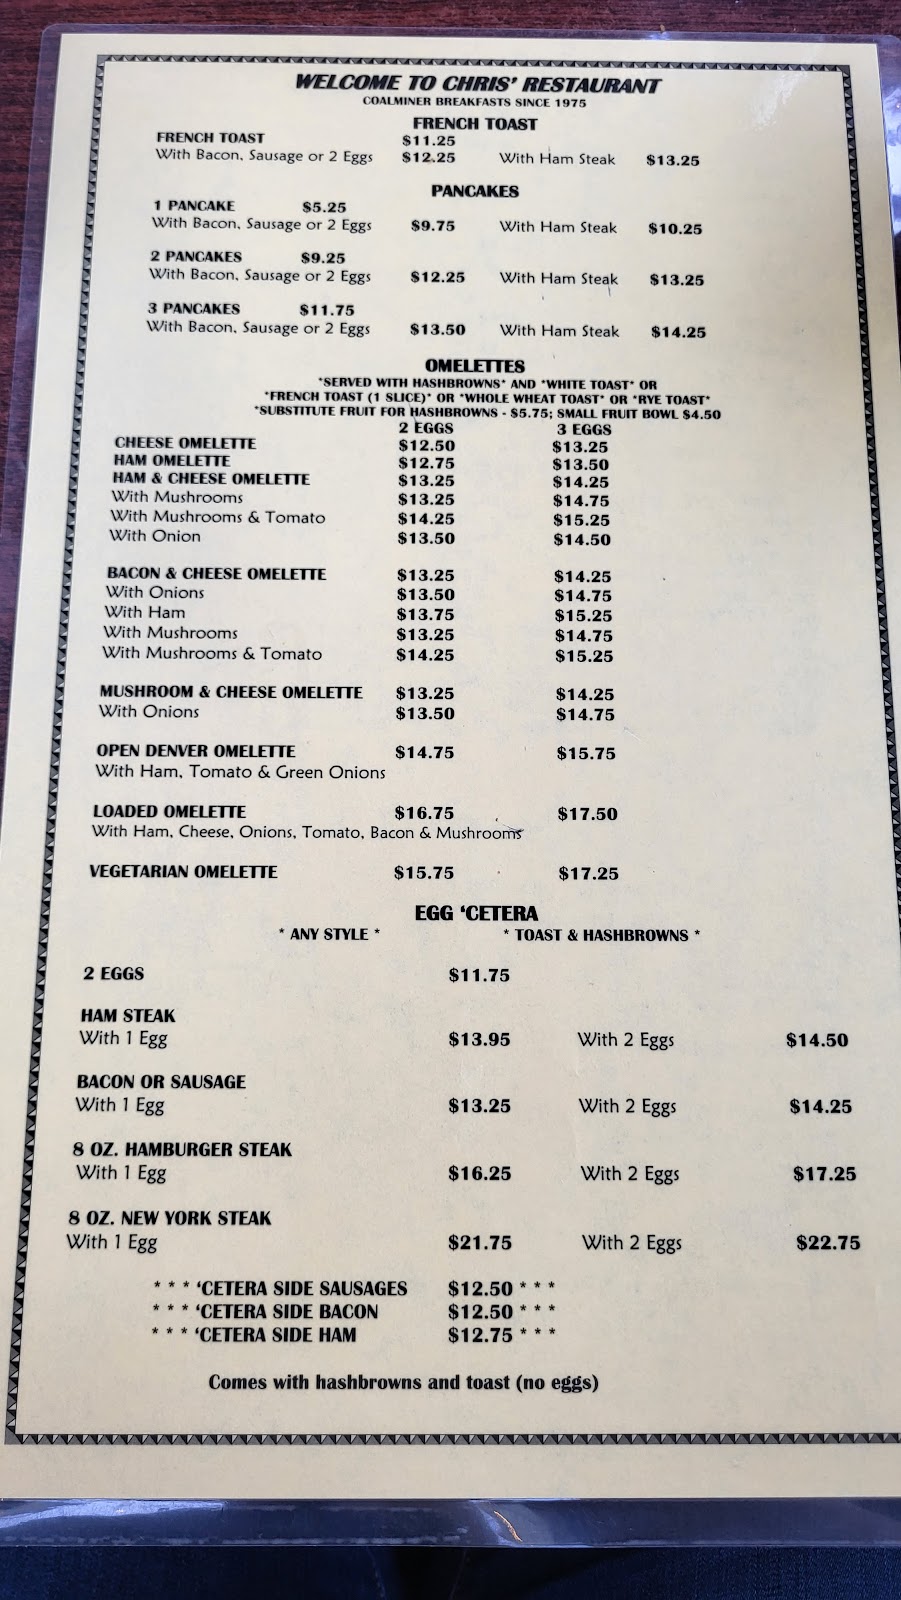 WELCOME TO CHRIS' RESTAURANT
COALMINER BREAKFASTS SINCE 1975
FRENCH TOAST
FRENCH TOAST $11.25
With Bacon, Sausage or 2 Eggs $12.25 With Ham Steak $13.25
PANCAKES
1 PANCAKE $5.25
With Bacon, Sausage or 2 Eggs $9.75 With Ham Steak $10.25
2 PANCAKES $9.25
With Bacon, Sausage or 2 Eggs $12.25 With Ham Steak $13.25
3 PANCAKES $11.75
With Bacon, Sausage or 2 Eggs $13.50 With Ham Steak $14.25
OMELETTES
*SERVED WITH HASHBROWNS* AND *WHITE TOAST* OR
*FRENCH TOAST (1 SLICE)* OR *WHOLE WHEAT TOAST* OR *RYE TOAST*
*SUBSTITUTE FRUIT FOR HASHBROWNS - $5.75; SMALL FRUIT BOWL $4.50
2 EGGS 3 EGGS
CHEESE OMELETTE $12.50 $13.25
HAM OMELETTE $12.75 $13.50
HAM & CHEESE OMELETTE $13.25 $14.25
With Mushrooms $13.25 $14.75
With Mushrooms & Tomato $14.25 $15.25
With Onion $13.50 $14.50
BACON & CHEESE OMELETTE $13.25 $14.25
With Onions $13.50 $14.75
With Ham $13.75 $15.25
With Mushrooms $13.25 $14.75
With Mushrooms & Tomato $14.25 $15.25
MUSHROOM & CHEESE OMELETTE $13.25 $14.25
With Onions $13.50 $14.75
OPEN DENVER OMELETTE $14.75 $15.75
With Ham, Tomato & Green Onions
LOADED OMELETTE $16.75 $17.50
With Ham, Cheese, Onions, Tomato, Bacon & Mushrooms
VEGETARIAN OMELETTE $15.75 $17.25
EGG 'CETERA
* ANY STYLE * * TOAST & HASHBROWNS *
2 EGGS $11.75
HAM STEAK
With 1 Egg $13.95 With 2 Eggs $14.50
BACON OR SAUSAGE
With 1 Egg $13.25 With 2 Eggs $14.25
8 OZ. HAMBURGER STEAK
With 1 Egg $16.25 With 2 Eggs $17.25
8 OZ. NEW YORK STEAK
With 1 Egg $21.75 With 2 Eggs $22.75
* * * 'CETERA SIDE SAUSAGES $12.50 * * *
* * * 'CETERA SIDE BACON $12.50 * * *
* * * 'CETERA SIDE HAM $12.75 * * *
Comes with hashbrowns and toast (no eggs)